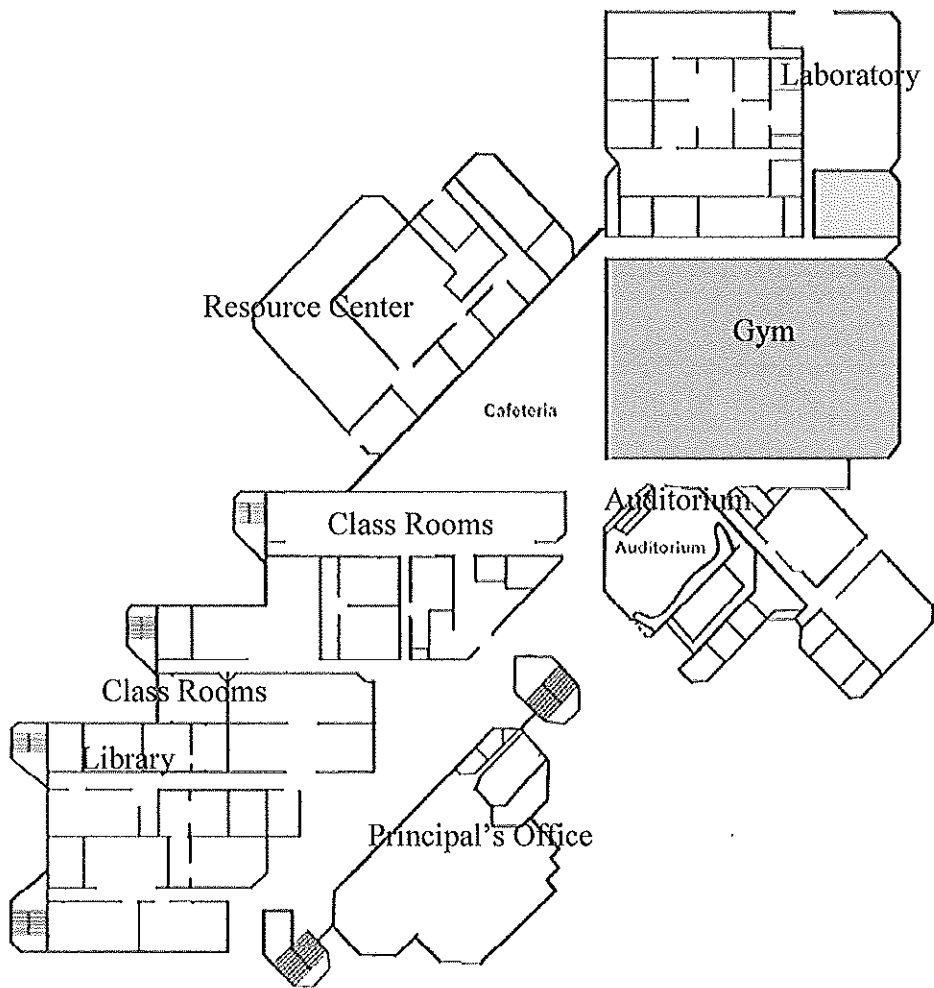 Laboratory
Resource Center
Gym
Cafeteria
Auditorium
Class Rooms
Auditorium
Class Rooms
Library
Principal's Office